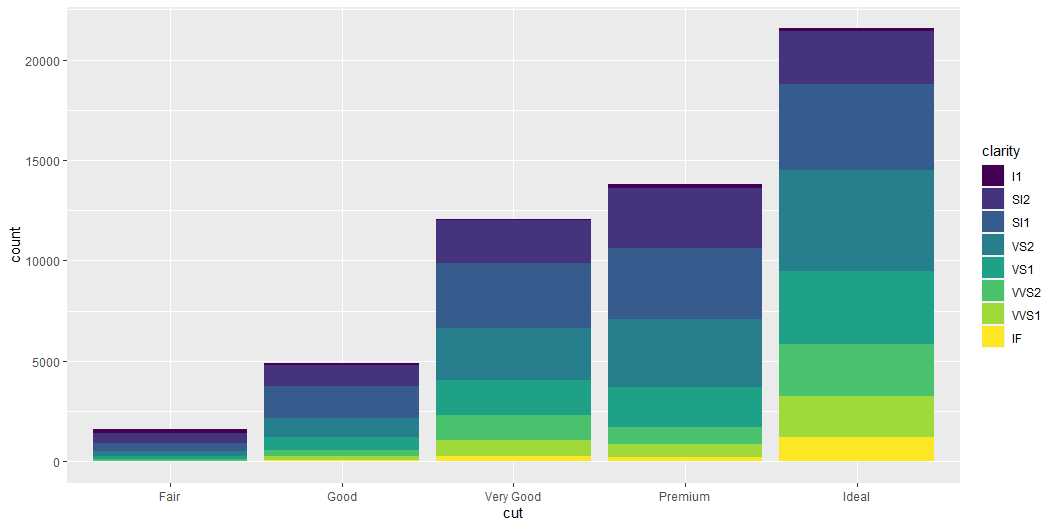 count
20000
15000
10000
5000
0
Fair
Good
Very Good
Premium
Ideal
cut
clarity
I1
SI2
SI1
VS2
VS1
VVS2
VVS1
IF